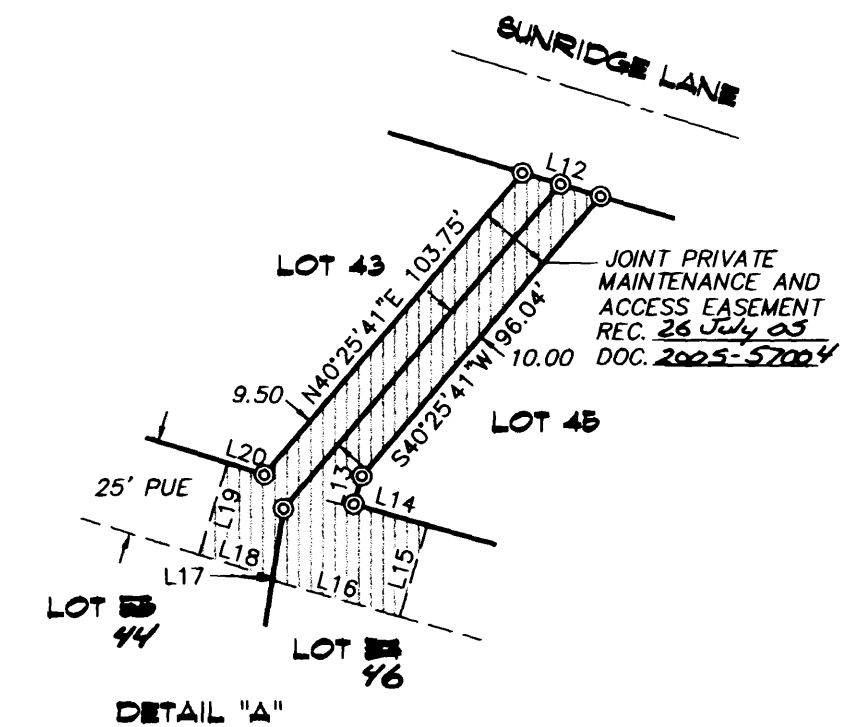 SUNRIDGE LANE
L12
LOT 43
N40°25'41"E 103.75'
JOINT PRIVATE
MAINTENANCE AND
ACCESS EASEMENT
REC. 26 July 05
DOC. 2005-57004
S40°25'41"W 196.04'
10.00
9.50
LOT 45
L20
L13
L14
25' PUE
L19
L18
L17
L16
L15
LOT
44
LOT
46
DETAIL "A"